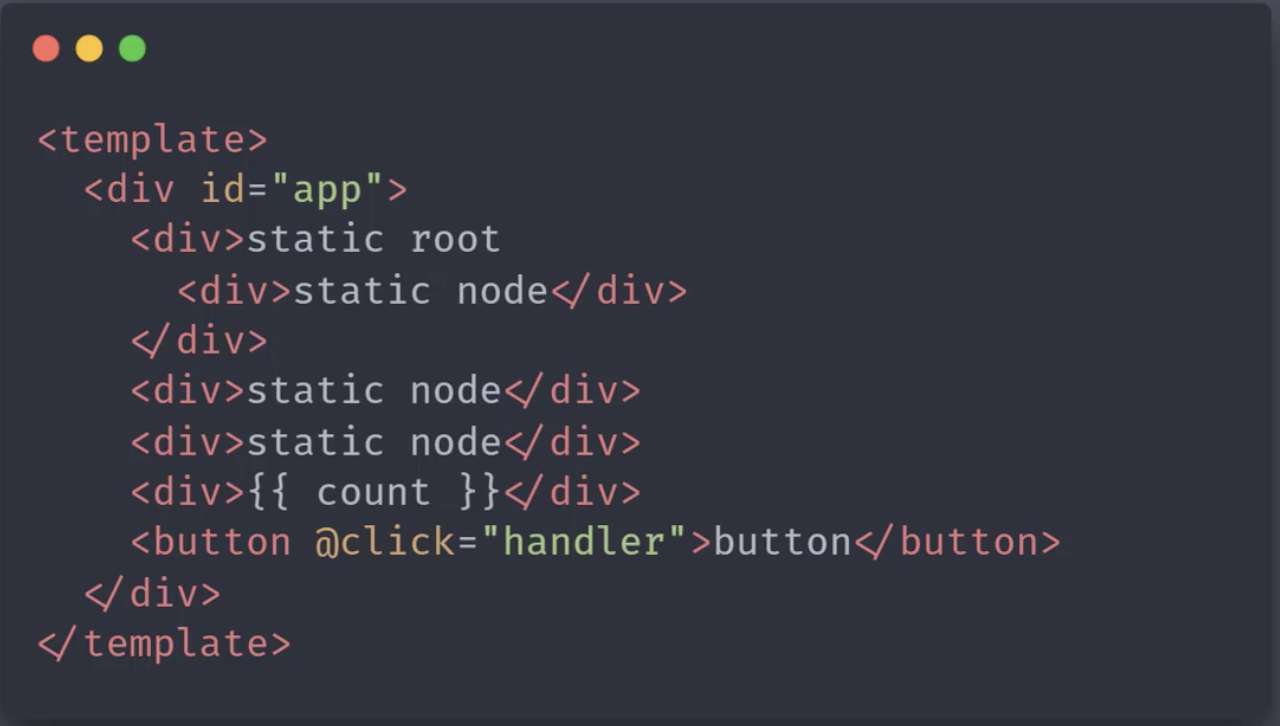 <template>
  <div id="app">
    <div>static root
      <div>static node</div>
    </div>
    <div>static node</div>
    <div>static node</div>
    <div>{{ count }}</div>
    <button @click="handler">button</button>
  </div>
</template>